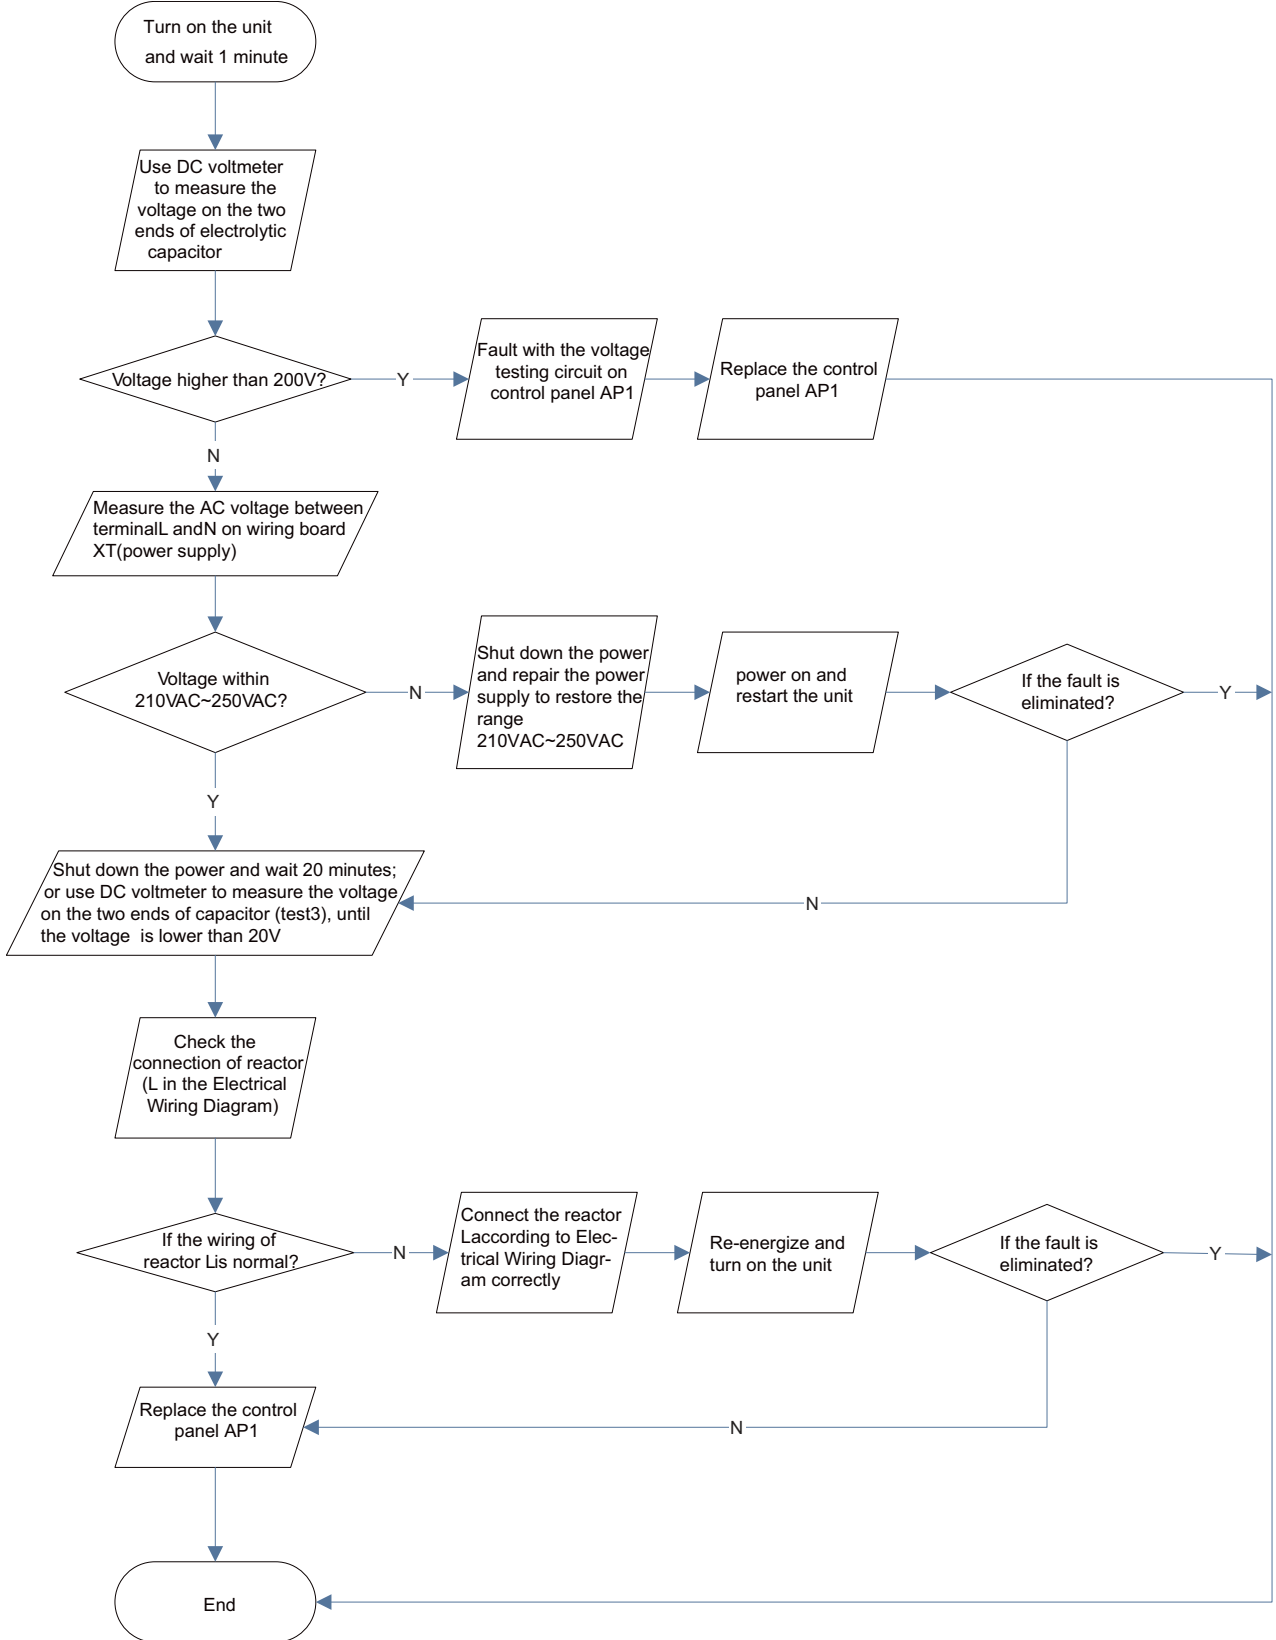 Turn on the unit
and wait 1 minute
Use DC voltmeter
to measure the
voltage on the two
ends of electrolytic
capacitor
Voltage higher than 200V?
Y
Fault with the voltage
testing circuit on
control panel AP1
Replace the control
panel AP1
N
Measure the AC voltage between
terminalL andN on wiring board
XT(power supply)
Voltage within
210VAC~250VAC?
N
Shut down the power
and repair the power
supply to restore the
range
210VAC~250VAC
power on and
restart the unit
If the fault is
eliminated?
Y
Y
Shut down the power and wait 20 minutes;
or use DC voltmeter to measure the voltage
on the two ends of capacitor (test3), until
the voltage  is lower than 20V
N
Check the
connection of reactor
(L in the Electrical
Wiring Diagram)
If the wiring of
reactor Lis normal?
N
Connect the reactor
Laccording to Elec-
trical Wiring Diagr-
am correctly
Re-energize and
turn on the unit
If the fault is
eliminated?
Y
Y
Replace the control
panel AP1
N
End